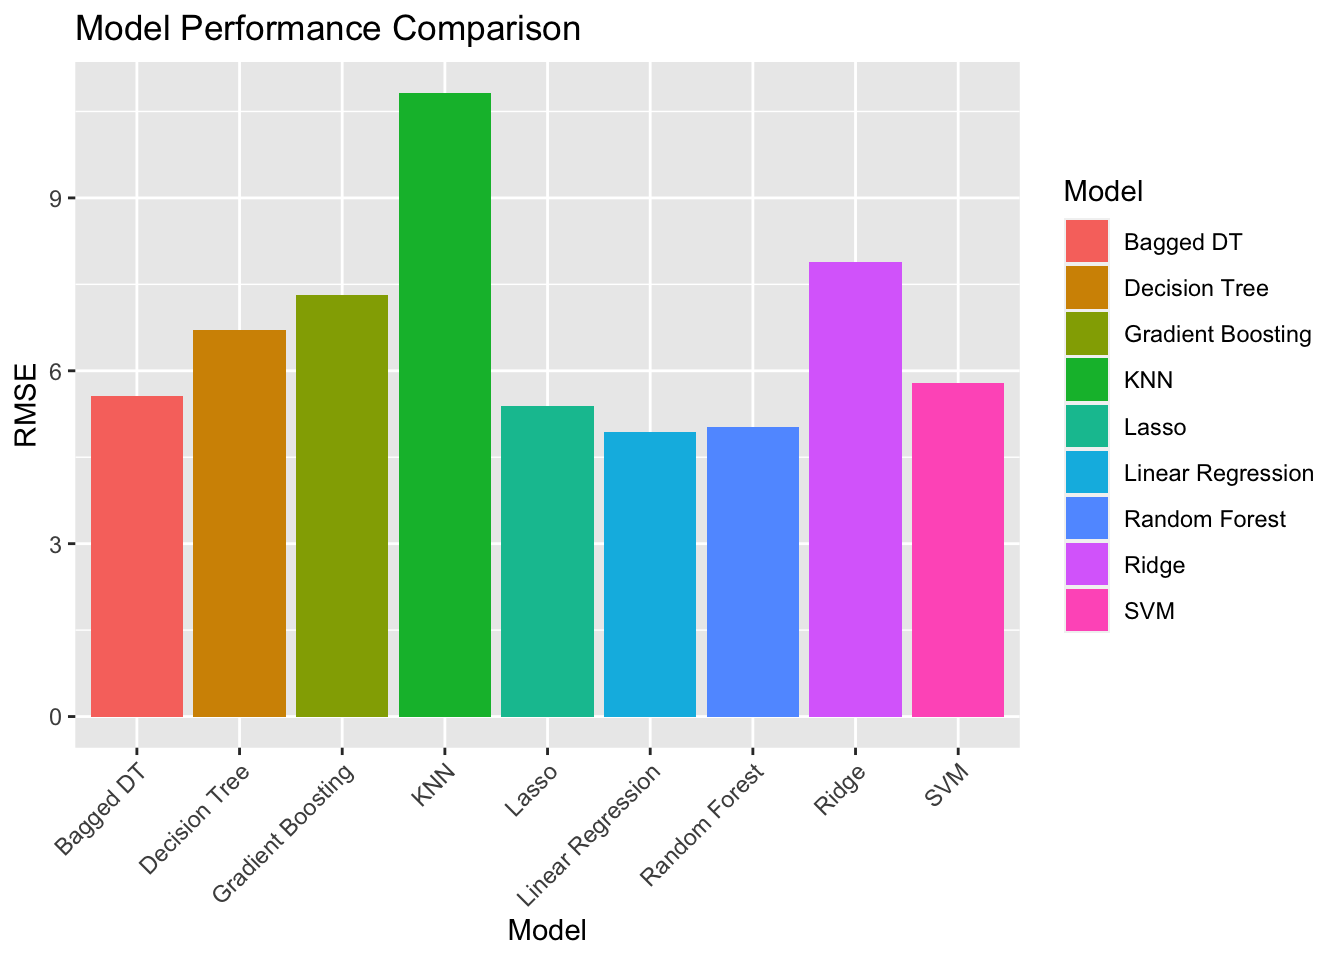 Model Performance Comparison
RMSE
9
6
3
0
Bagged DT
Decision Tree
Gradient Boosting
KNN
Lasso
Linear Regression
Random Forest
Ridge
SVM
Model
Model
Bagged DT
Decision Tree
Gradient Boosting
KNN
Lasso
Linear Regression
Random Forest
Ridge
SVM